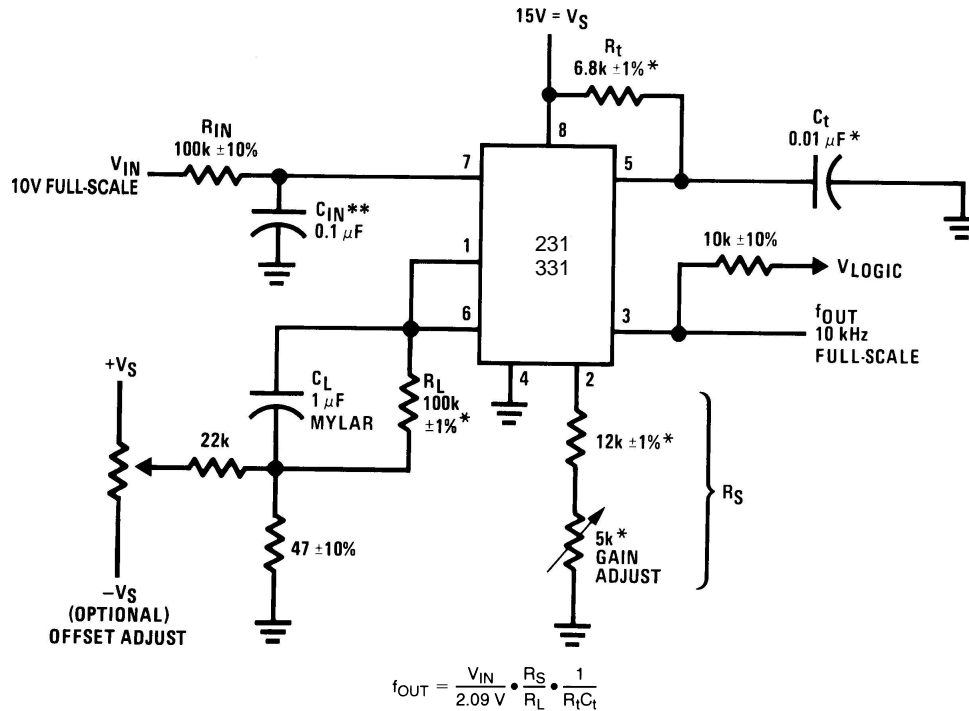 15V = VS
Rt
6.8k ±1% *
8
Ct
0.01 μF *
RIN
100k ±10%
VIN
10V FULL-SCALE
7
5
CIN**
0.1 μF
231
331
10k ±10%
VLOGIC
1
6
3
fOUT
10 kHz
FULL-SCALE
4
2
+VS
CL
1 μF
MYLAR
RL
100k
±1% *
22k
12k ±1% *
RS
47 ±10%
5k *
GAIN
ADJUST
−VS
(OPTIONAL)
OFFSET ADJUST
fOUT = VIN/2.09 V • RS/RL • 1/RtCt